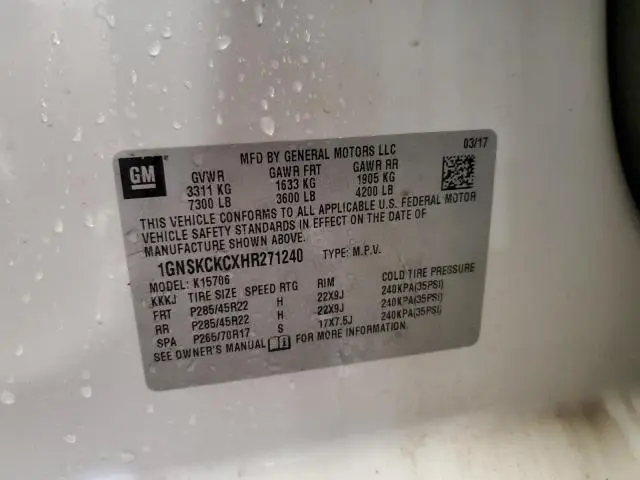 GM
MFD BY GENERAL MOTORS LLC 03/17
GVWR GAWR FRT GAWR RR
3311 KG 1633 KG 1905 KG
7300 LB 3600 LB 4200 LB
THIS VEHICLE CONFORMS TO ALL APPLICABLE U.S. FEDERAL MOTOR
VEHICLE SAFETY STANDARDS IN EFFECT ON THE DATE OF
MANUFACTURE SHOWN ABOVE.
1GNSKCKCXHR271240 TYPE: M.P.V.
MODEL: K15706
KKKJ TIRE SIZE SPEED RTG RIM COLD TIRE PRESSURE
FRT P285/45R22 H 22X9J 240KPA(35PSI)
RR P285/45R22 H 22X9J 240KPA(35PSI)
SPA P265/70R17 S 17X7.5J 240KPA(35PSI)
SEE OWNER'S MANUAL FOR MORE INFORMATION.